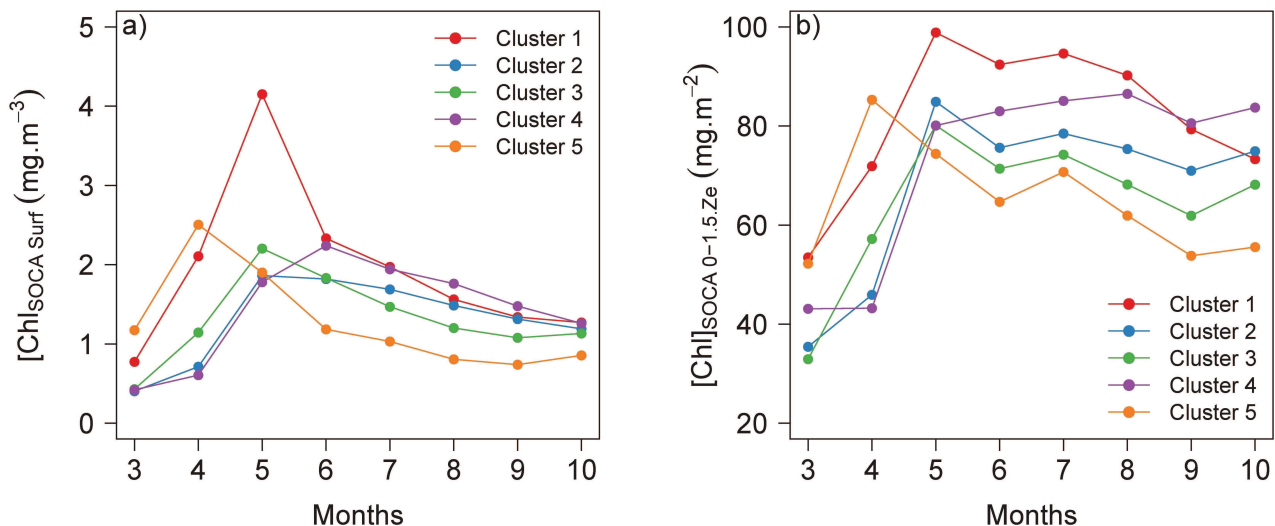 a)
[Chl]SOCA Surf (mg.m−3)
5
4
3
2
1
0
Cluster 1
Cluster 2
Cluster 3
Cluster 4
Cluster 5
3 4 5 6 7 8 9 10
Months
b)
[Chl]SOCA 0−1.5.Ze (mg.m−2)
100
80
60
40
20
Cluster 1
Cluster 2
Cluster 3
Cluster 4
Cluster 5
3 4 5 6 7 8 9 10
Months